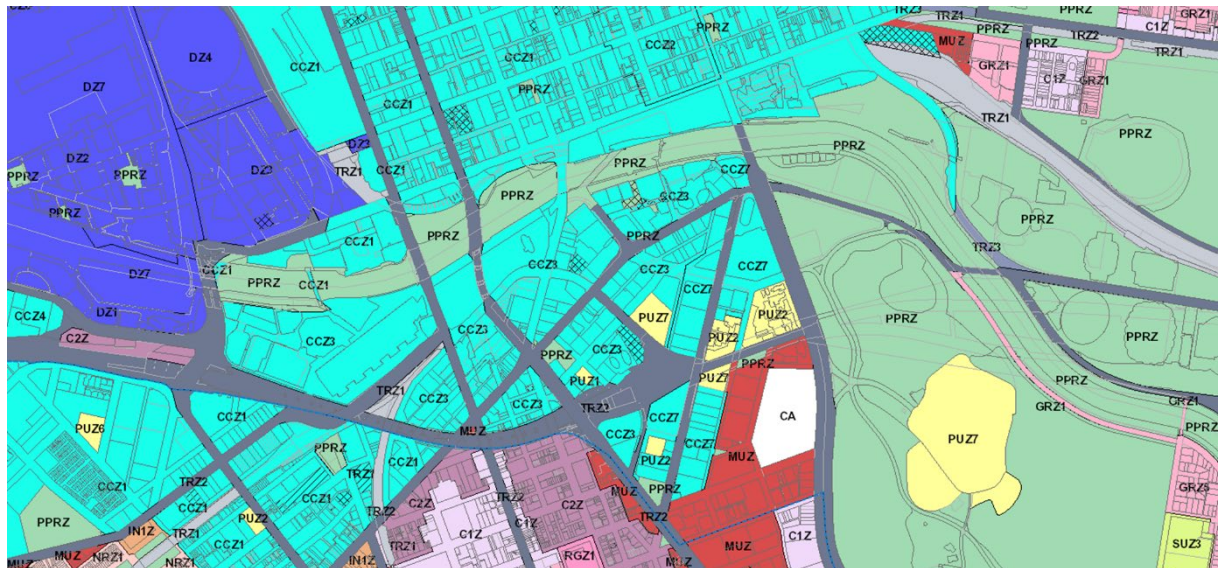 TRZ3
TRZ1
PPRZ
C1Z
GRZ1
PPRZ
TRZ2
MUZ
PPRZ
TRZ1
DZ4
CCZ1
CCZ1
CCZ2
GRZ1
C1Z
GRZ1
DZ7
PPRZ
CCZ1
TRZ1
DZ2
DZ3
CCZ1
PPRZ
PPRZ
PPRZ
TRZ1
PPRZ
PPRZ
CCZ7
CCZ3
PPRZ
PPRZ
CCZ1
PPRZ
PPRZ
TRZ3
DZ7
CCZ1
PPRZ
CCZ1
CCZ3
CCZ3
CCZ7
PPRZ
CCZ7
DZ1
CCZ4
PUZ7
PUZ2
C2Z
CCZ3
CCZ3
CCZ3
PUZ2
PPRZ
PPRZ
PPRZ
PPRZ
TRZ1
PUZ1
PUZ7
CCZ3
CCZ3
TRZ2
CCZ7
CA
GRZ1
GRZ1
PPRZ
PUZ6
MUZ
CCZ3
CCZ7
PUZ7
PPRZ
CCZ1
MUZ
PUZ2
TRZ2
CCZ1
TRZ1
CCZ1
C2Z
TRZ2
C2Z
MUZ
PPRZ
GRZ5
CCZ1
PUZ2
TRZ2
TRZ2
PPRZ
IN1Z
TRZ1
C1Z
C1Z
MUZ
NRZ1
CCZ1
TRZ1
MUZ
C1Z
SUZ3
NRZ1
IN1Z
RGZ1